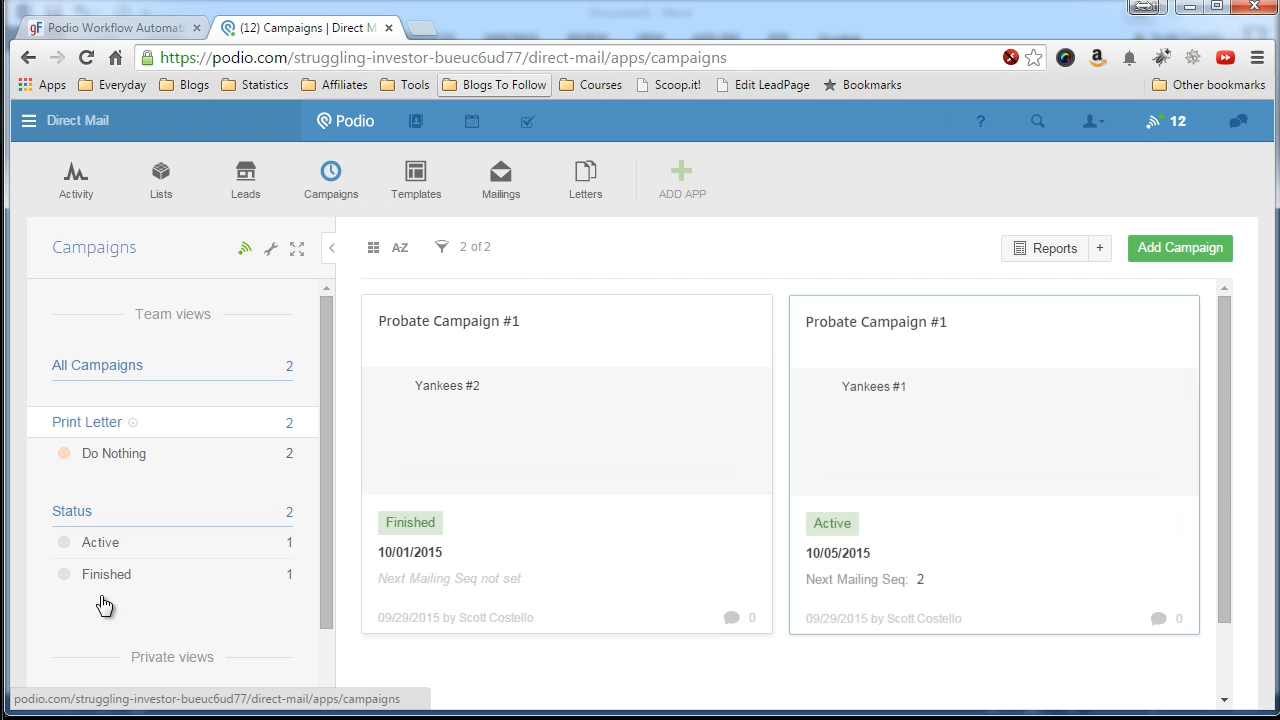 gF Podio Workflow Automat
(12) Campaigns | Direct M
https://podio.com/struggling-investor-bueuc6ud77/direct-mail/apps/campaigns
Apps Everyday Blogs Statistics Affiliates Tools Blogs To Follow Courses Scoop.it! Edit LeadPage Bookmarks Other bookmarks
Direct Mail Podio ? 12
Activity Lists Leads Campaigns Templates Mailings Letters ADD APP
Campaigns
A-Z 2 of 2 Reports + Add Campaign
Team views
All Campaigns 2
Print Letter 2
Do Nothing 2
Status 2
Active 1
Finished 1
Private views
Probate Campaign #1
Yankees #2
Finished
10/01/2015
Next Mailing Seq not set
09/29/2015 by Scott Costello 0
Probate Campaign #1
Yankees #1
Active
10/05/2015
Next Mailing Seq: 2
09/29/2015 by Scott Costello 0
podio.com/struggling-investor-bueuc6ud77/direct-mail/apps/campaigns